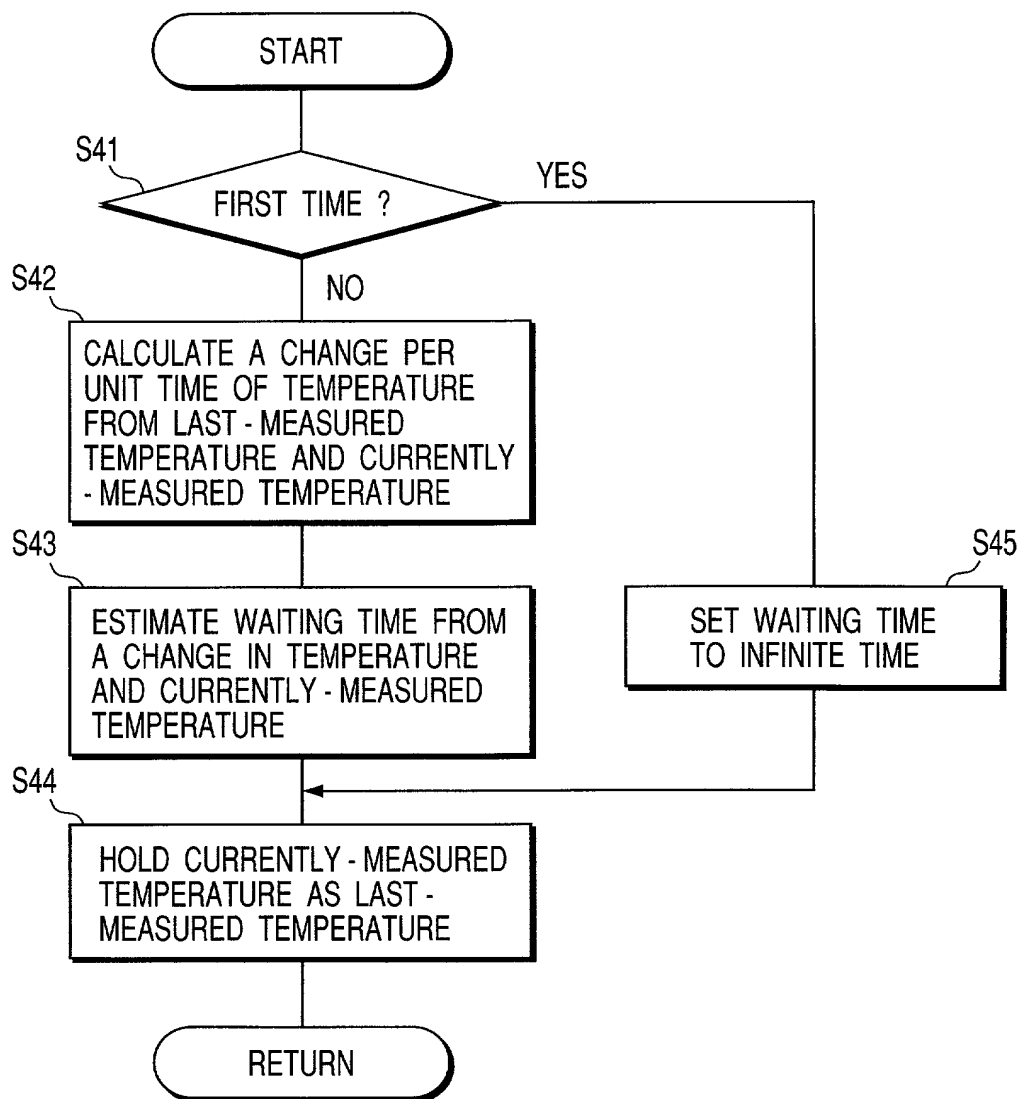 START
S41
FIRST TIME ?
YES
NO
S42
CALCULATE A CHANGE PER
UNIT TIME OF TEMPERATURE
FROM LAST - MEASURED
TEMPERATURE AND CURRENTLY
- MEASURED TEMPERATURE
S43
ESTIMATE WAITING TIME FROM
A CHANGE IN TEMPERATURE
AND CURRENTLY - MEASURED
TEMPERATURE
S45
SET WAITING TIME
TO INFINITE TIME
S44
HOLD CURRENTLY - MEASURED
TEMPERATURE AS LAST -
MEASURED TEMPERATURE
RETURN